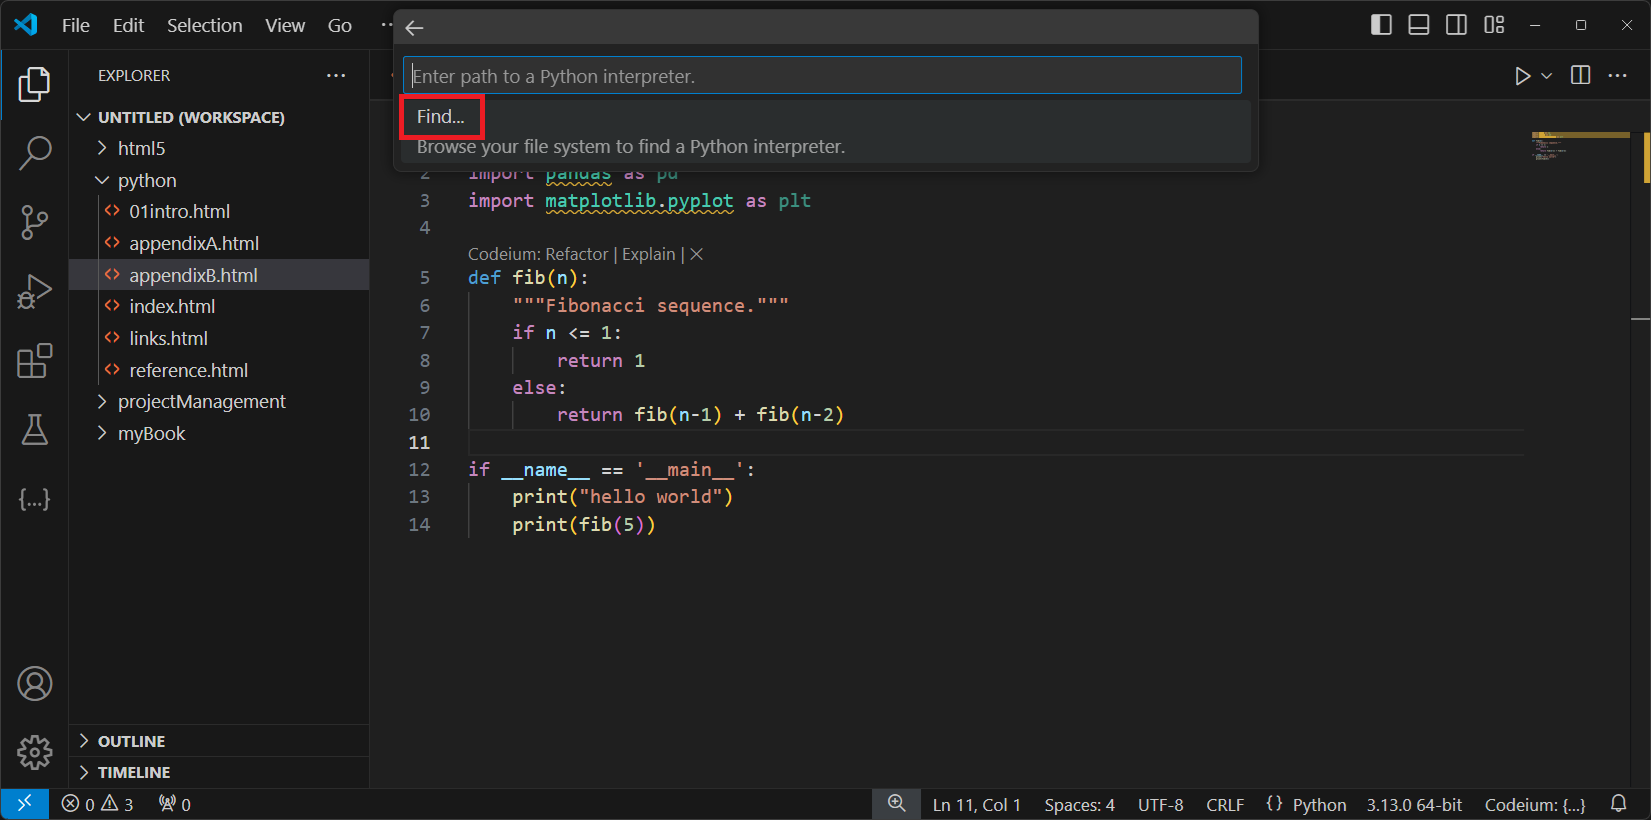 File Edit Selection View Go ···
EXPLORER ···
UNTITLED (WORKSPACE)
html5
python
01intro.html
appendixA.html
appendixB.html
index.html
links.html
reference.html
projectManagement
myBook
OUTLINE
TIMELINE
Enter path to a Python interpreter.
Find...
Browse your file system to find a Python interpreter.
2 import pandas as pd
3 import matplotlib.pyplot as plt
4
Codeium: Refactor | Explain | ✕
5 def fib(n):
6 """Fibonacci sequence."""
7 if n <= 1:
8 return 1
9 else:
10 return fib(n-1) + fib(n-2)
11
12 if __name__ == '__main__':
13 print("hello world")
14 print(fib(5))
0 3 0 Ln 11, Col 1 Spaces: 4 UTF-8 CRLF {} Python 3.13.0 64-bit Codeium: {...}